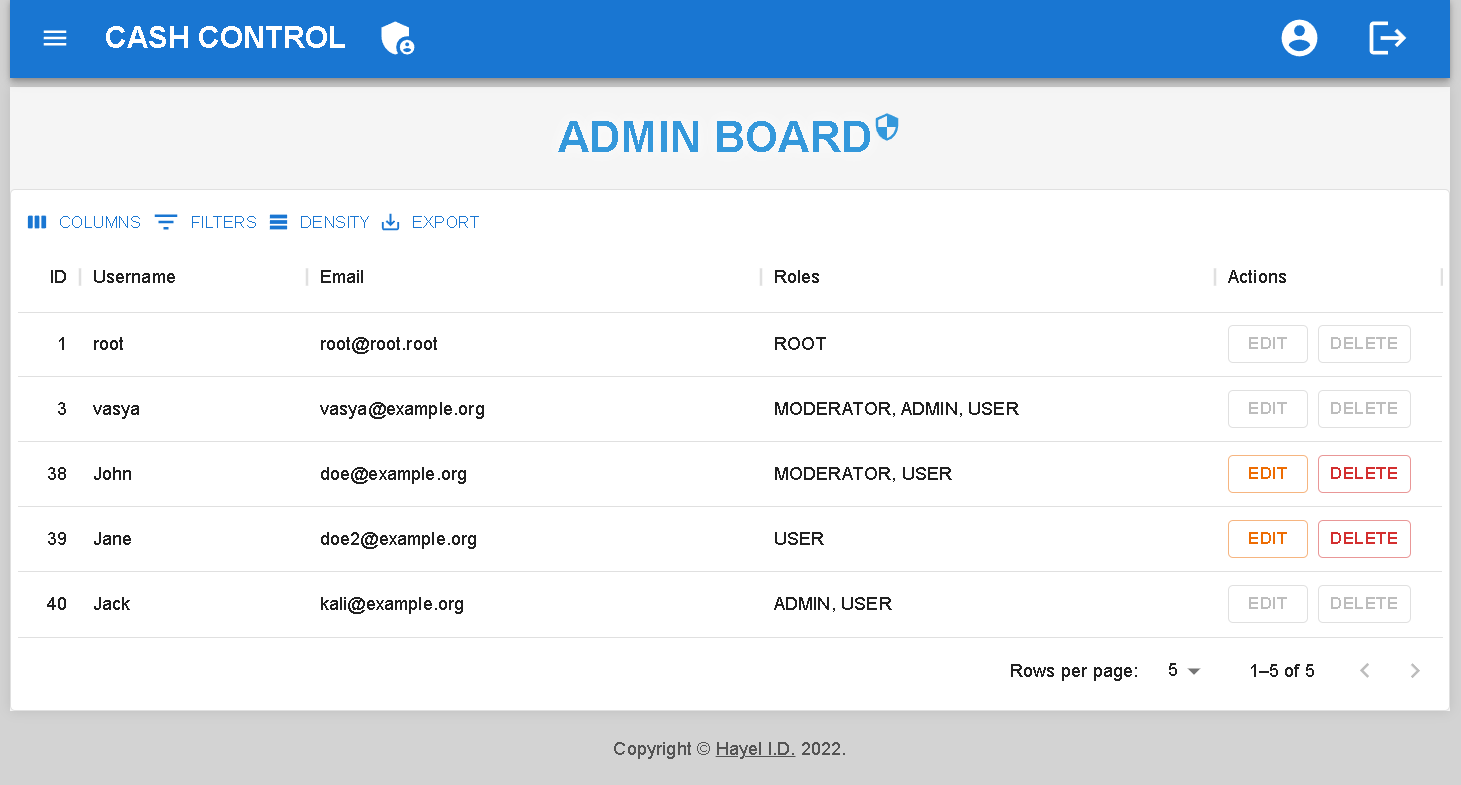 CASH CONTROL
ADMIN BOARD
COLUMNS FILTERS DENSITY EXPORT
ID Username Email Roles Actions
1 root root@root.root ROOT EDIT DELETE
3 vasya vasya@example.org MODERATOR, ADMIN, USER EDIT DELETE
38 John doe@example.org MODERATOR, USER EDIT DELETE
39 Jane doe2@example.org USER EDIT DELETE
40 Jack kali@example.org ADMIN, USER EDIT DELETE
Rows per page: 5 1–5 of 5
Copyright © Hayel I.D. 2022.